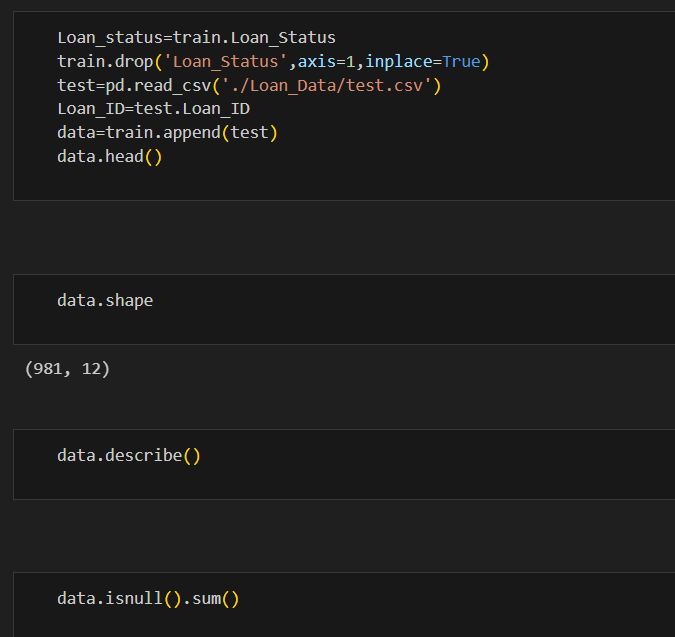 Loan_status=train.Loan_Status
train.drop('Loan_Status',axis=1,inplace=True)
test=pd.read_csv('./Loan_Data/test.csv')
Loan_ID=test.Loan_ID
data=train.append(test)
data.head()
data.shape
(981, 12)
data.describe()
data.isnull().sum()